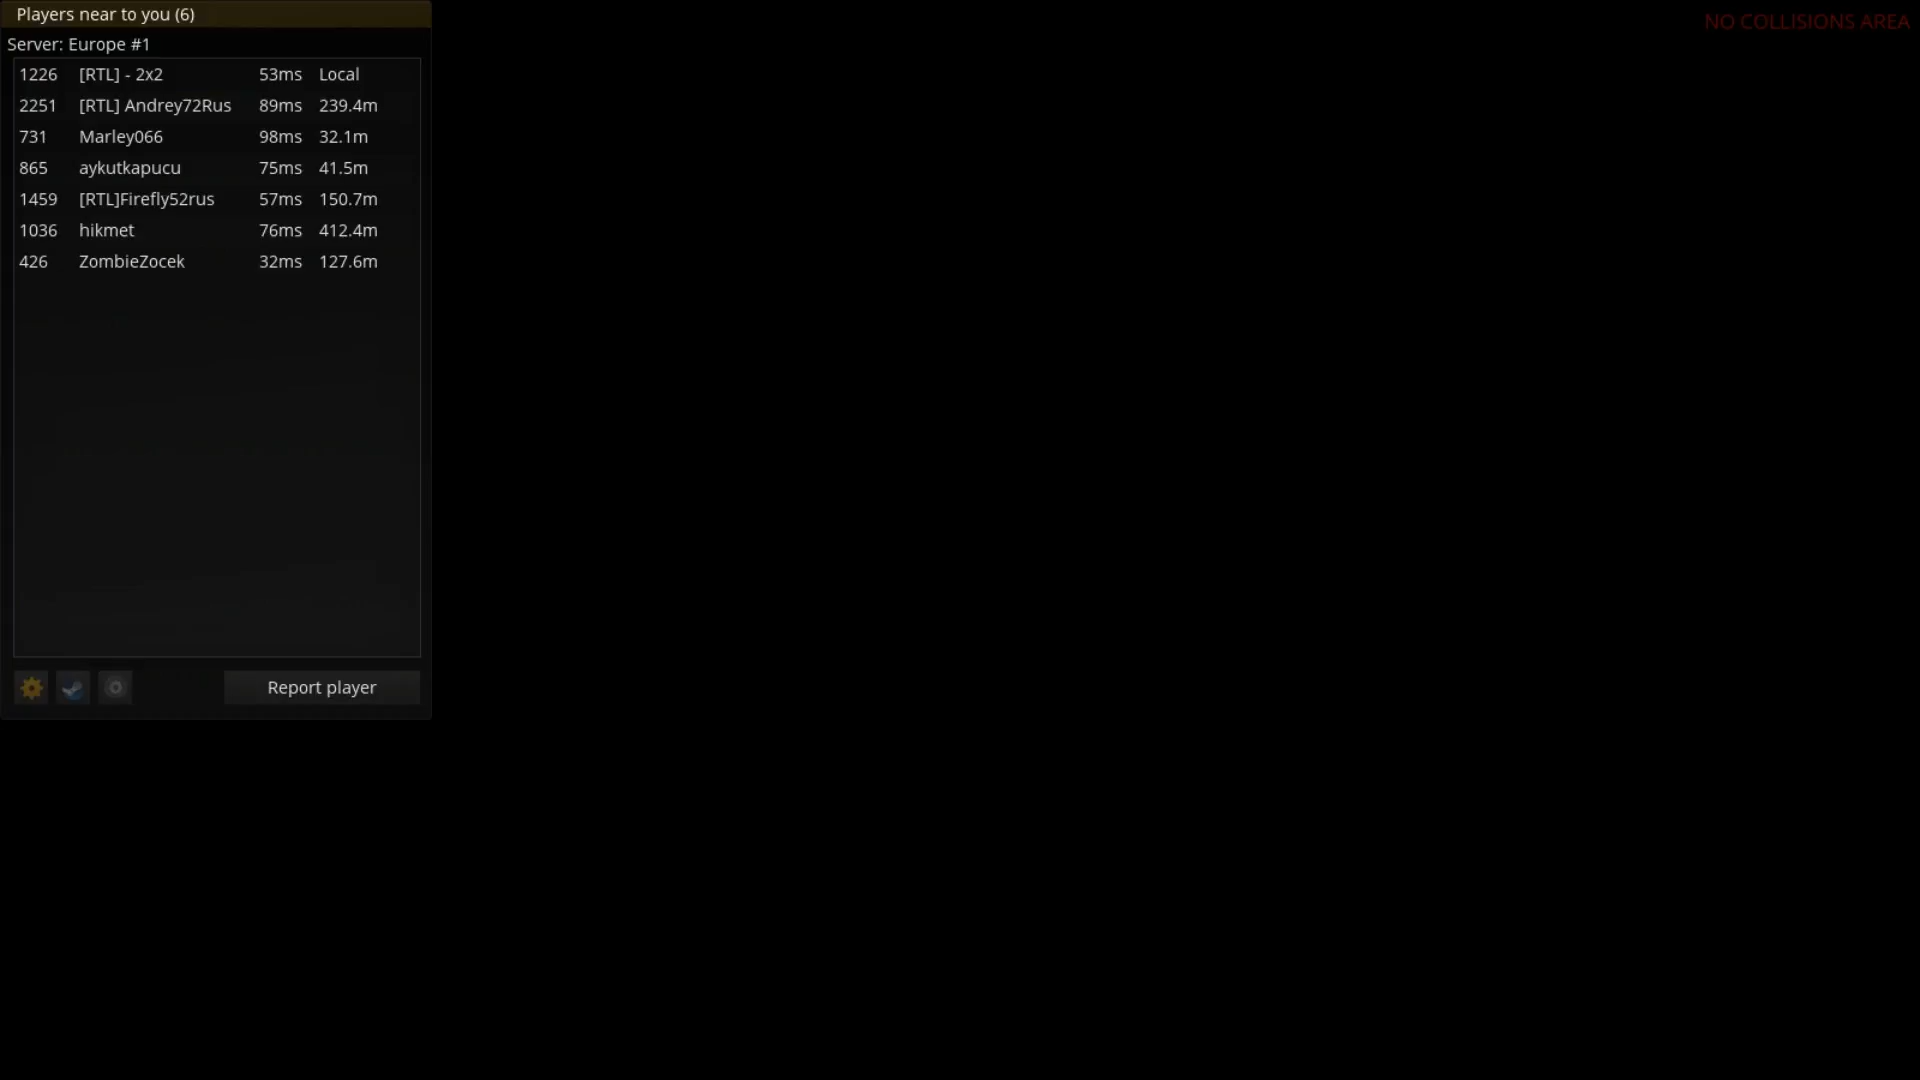 Players near to you (6)
NO COLLISIONS AREA
Server: Europe #1
1226 [RTL] - 2x2 53ms Local
2251 [RTL] Andrey72Rus 89ms 239.4m
731 Marley066 98ms 32.1m
865 aykutkapucu 75ms 41.5m
1459 [RTL]Firefly52rus 57ms 150.7m
1036 hikmet 76ms 412.4m
426 ZombieZocek 32ms 127.6m
Report player